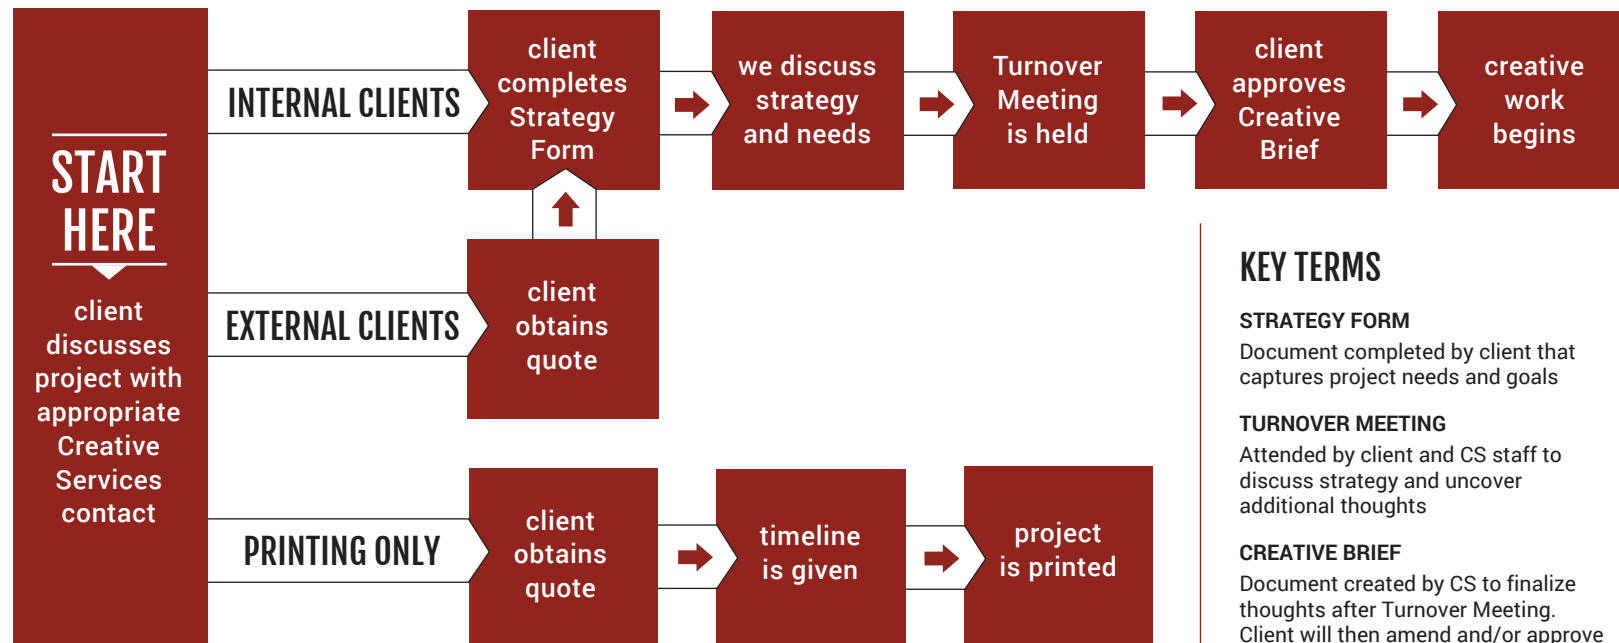 START
HERE
client
discusses
project with
appropriate
Creative
Services
contact
INTERNAL CLIENTS
client
completes
Strategy
Form
we discuss
strategy
and needs
Turnover
Meeting
is held
client
approves
Creative
Brief
creative
work
begins
EXTERNAL CLIENTS
client
obtains
quote
PRINTING ONLY
client
obtains
quote
timeline
is given
project
is printed
KEY TERMS
STRATEGY FORM
Document completed by client that
captures project needs and goals
TURNOVER MEETING
Attended by client and CS staff to
discuss strategy and uncover
additional thoughts
CREATIVE BRIEF
Document created by CS to finalize
thoughts after Turnover Meeting.
Client will then amend and/or approve